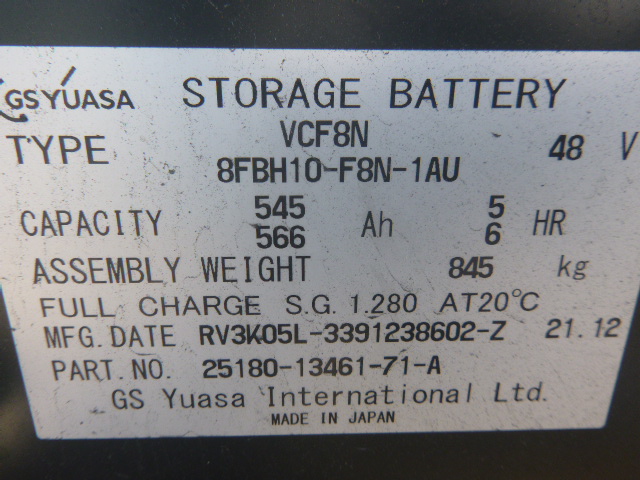 GS YUASA STORAGE BATTERY
TYPE VCF8N 48 V
8FBH10-F8N-1AU
CAPACITY 545 Ah 5 HR
566 6
ASSEMBLY WEIGHT 845 kg
FULL CHARGE S.G. 1.280 AT20°C
MFG. DATE RV3K05L-3391238602-Z 21.12
PART.NO. 25180-13461-71-A
GS Yuasa International Ltd.
MADE IN JAPAN